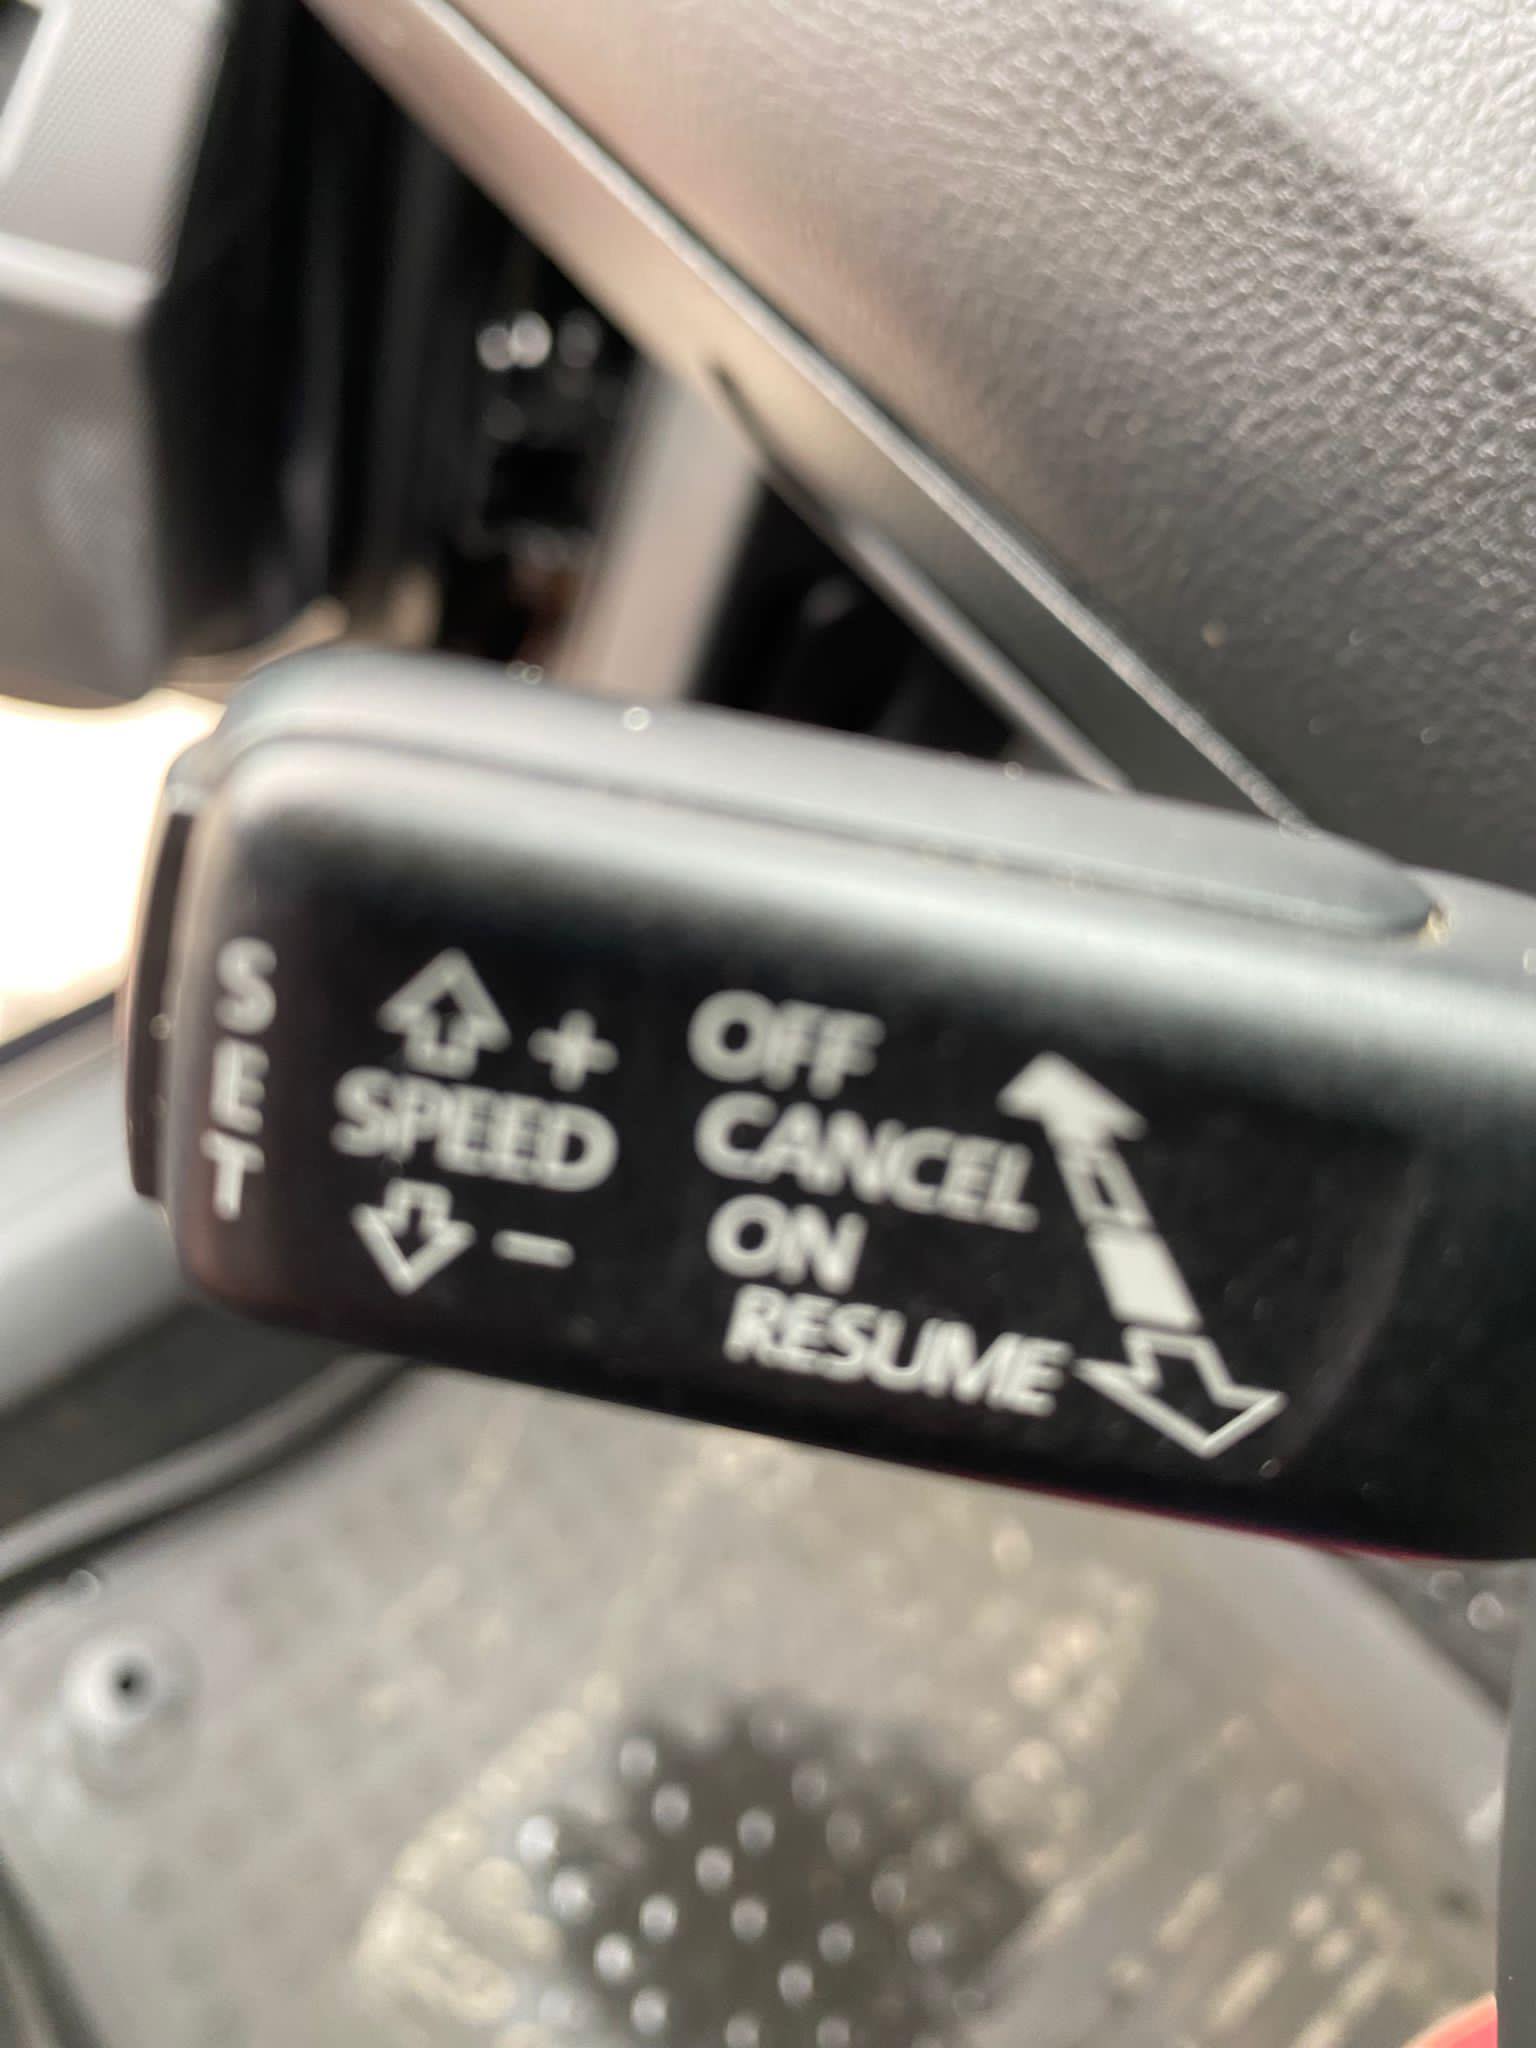 SET
+
SPEED
-
OFF
CANCEL
ON
RESUME